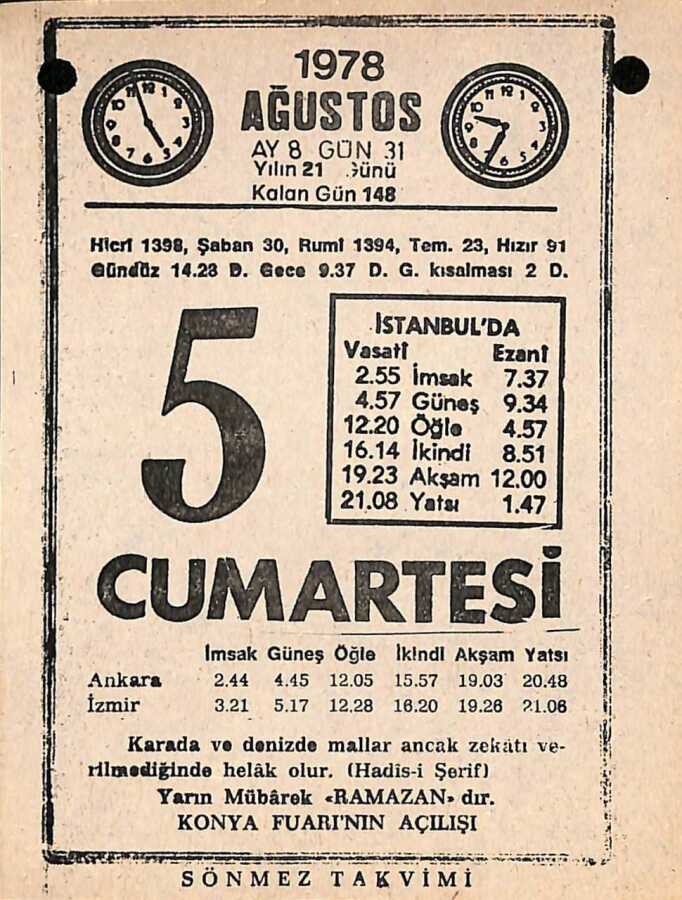 1978
AĞUSTOS
AY 8 GÜN 31
Yılın 21 Günü
Kalan Gün 148
Hicrî 1398, Şaban 30, Rumî 1394, Tem. 23, Hızır 91
Gündüz 14.23 D. Gece 9.37 D. G. kısalması 2 D.
5
İSTANBUL'DA
Vasatî Ezanî
2.55 İmsak 7.37
4.57 Güneş 9.34
12.20 Öğle 4.57
16.14 İkindi 8.51
19.23 Akşam 12.00
21.08 Yatsı 1.47
CUMARTESİ
İmsak Güneş Öğle İkindi Akşam Yatsı
Ankara 2.44 4.45 12.05 15.57 19.03 20.48
İzmir 3.21 5.17 12.28 16.20 19.26 21.06
Karada ve denizde mallar ancak zekâtı ve-
rilmediğinde helâk olur. (Hadîs-i Şerif)
Yarın Mübârek «RAMAZAN» dır.
KONYA FUARI'NIN AÇILIŞI
SÖNMEZ TAKVİMİ